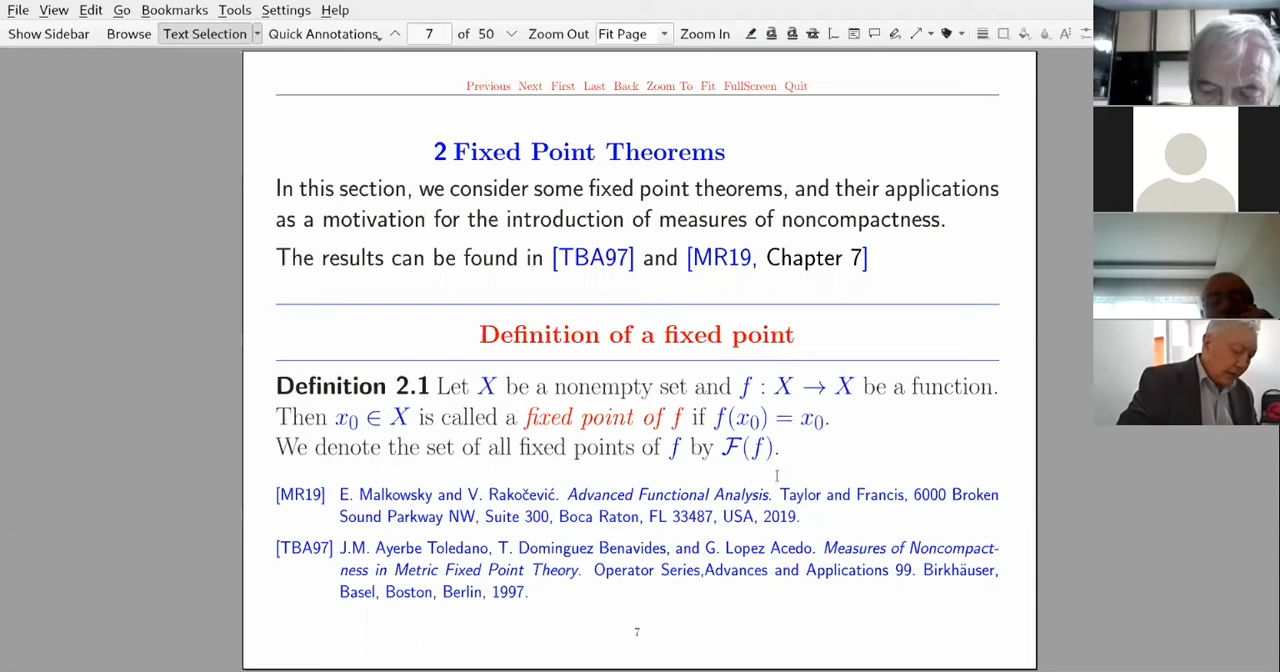 File View Edit Go Bookmarks Tools Settings Help
Show Sidebar Browse Text Selection Quick Annotations 7 of 50 Zoom Out Fit Page Zoom In
Previous Next First Last Back Zoom To Fit FullScreen Quit
2 Fixed Point Theorems
In this section, we consider some fixed point theorems, and their applications
as a motivation for the introduction of measures of noncompactness.
The results can be found in [TBA97] and [MR19, Chapter 7]
Definition of a fixed point
Definition 2.1 Let X be a nonempty set and f : X → X be a function.
Then x₀ ∈ X is called a fixed point of f if f(x₀) = x₀.
We denote the set of all fixed points of f by ℱ(f).
[MR19] E. Malkowsky and V. Rakočević. Advanced Functional Analysis. Taylor and Francis, 6000 Broken
Sound Parkway NW, Suite 300, Boca Raton, FL 33487, USA, 2019.
[TBA97] J.M. Ayerbe Toledano, T. Dominguez Benavides, and G. Lopez Acedo. Measures of Noncompact-
ness in Metric Fixed Point Theory. Operator Series,Advances and Applications 99. Birkhäuser,
Basel, Boston, Berlin, 1997.
7